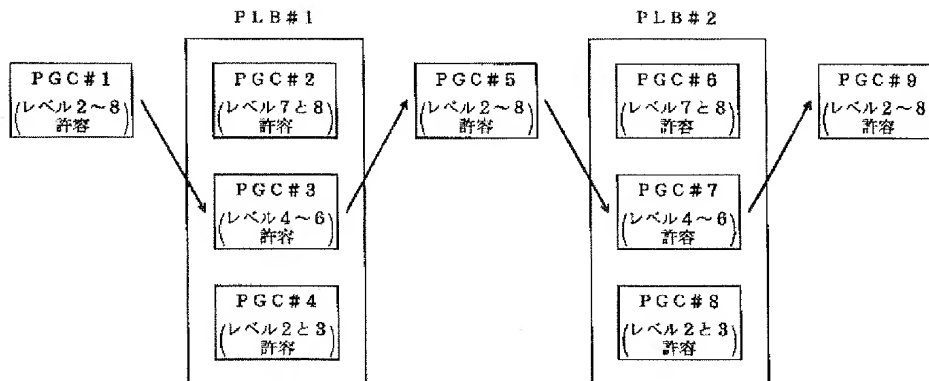 PLB#1
PLB#2
PGC#1
(レベル2〜8
許容)
PGC#2
(レベル7と8
許容)
PGC#3
(レベル4〜6
許容)
PGC#4
(レベル2と3
許容)
PGC#5
(レベル2〜8
許容)
PGC#6
(レベル7と8
許容)
PGC#7
(レベル4〜6
許容)
PGC#8
(レベル2と3
許容)
PGC#9
(レベル2〜8
許容)